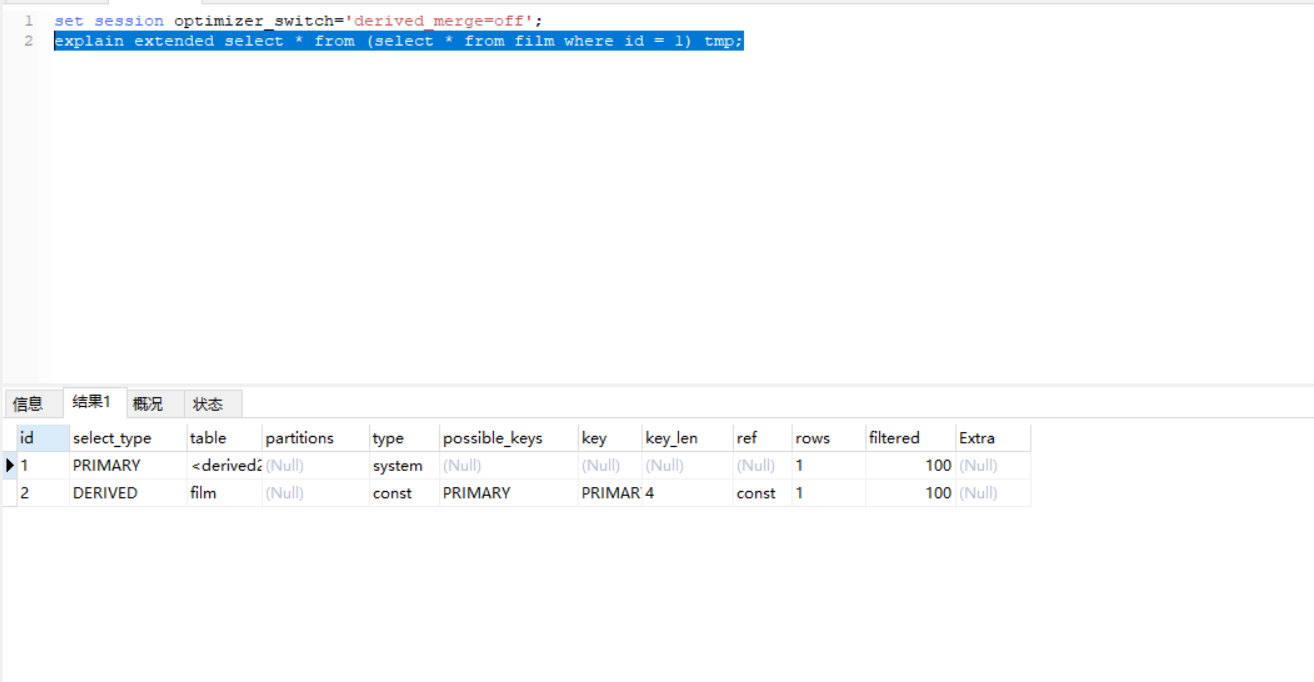 1 set session optimizer_switch='derived_merge=off';
2 explain extended select * from (select * from film where id = 1) tmp;
信息 结果1 概况 状态
id select_type table partitions type possible_keys key key_len ref rows filtered Extra
1 PRIMARY <derived2 (Null) system (Null) (Null) (Null) (Null) 1 100 (Null)
2 DERIVED film (Null) const PRIMARY PRIMAR 4 const 1 100 (Null)